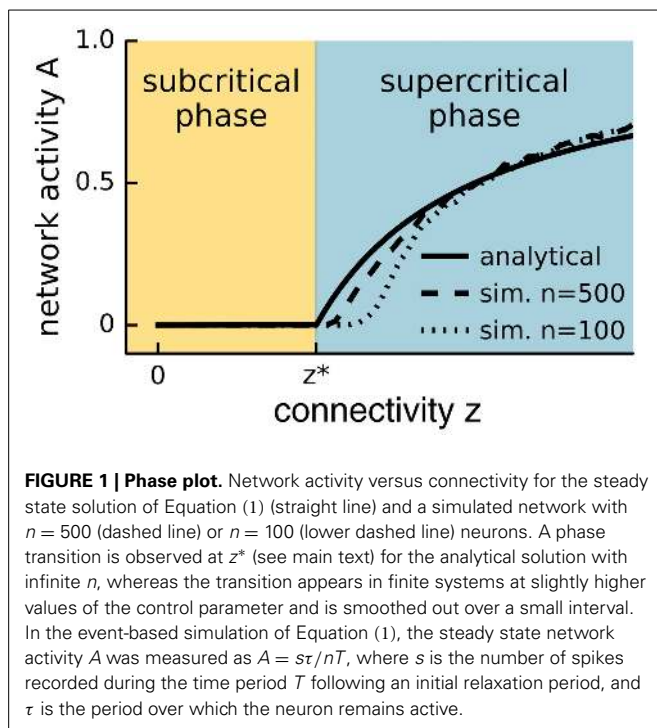 1.0
subcritical
phase
supercritical
phase
network activity A
0.5
analytical
sim. n=500
sim. n=100
0
0
z*
connectivity z
FIGURE 1 | Phase plot. Network activity versus connectivity for the steady
state solution of Equation (1) (straight line) and a simulated network with
n = 500 (dashed line) or n = 100 (lower dashed line) neurons. A phase
transition is observed at z* (see main text) for the analytical solution with
infinite n, whereas the transition appears in finite systems at slightly higher
values of the control parameter and is smoothed out over a small interval.
In the event-based simulation of Equation (1), the steady state network
activity A was measured as A = sτ/nT, where s is the number of spikes
recorded during the time period T following an initial relaxation period, and
τ is the period over which the neuron remains active.